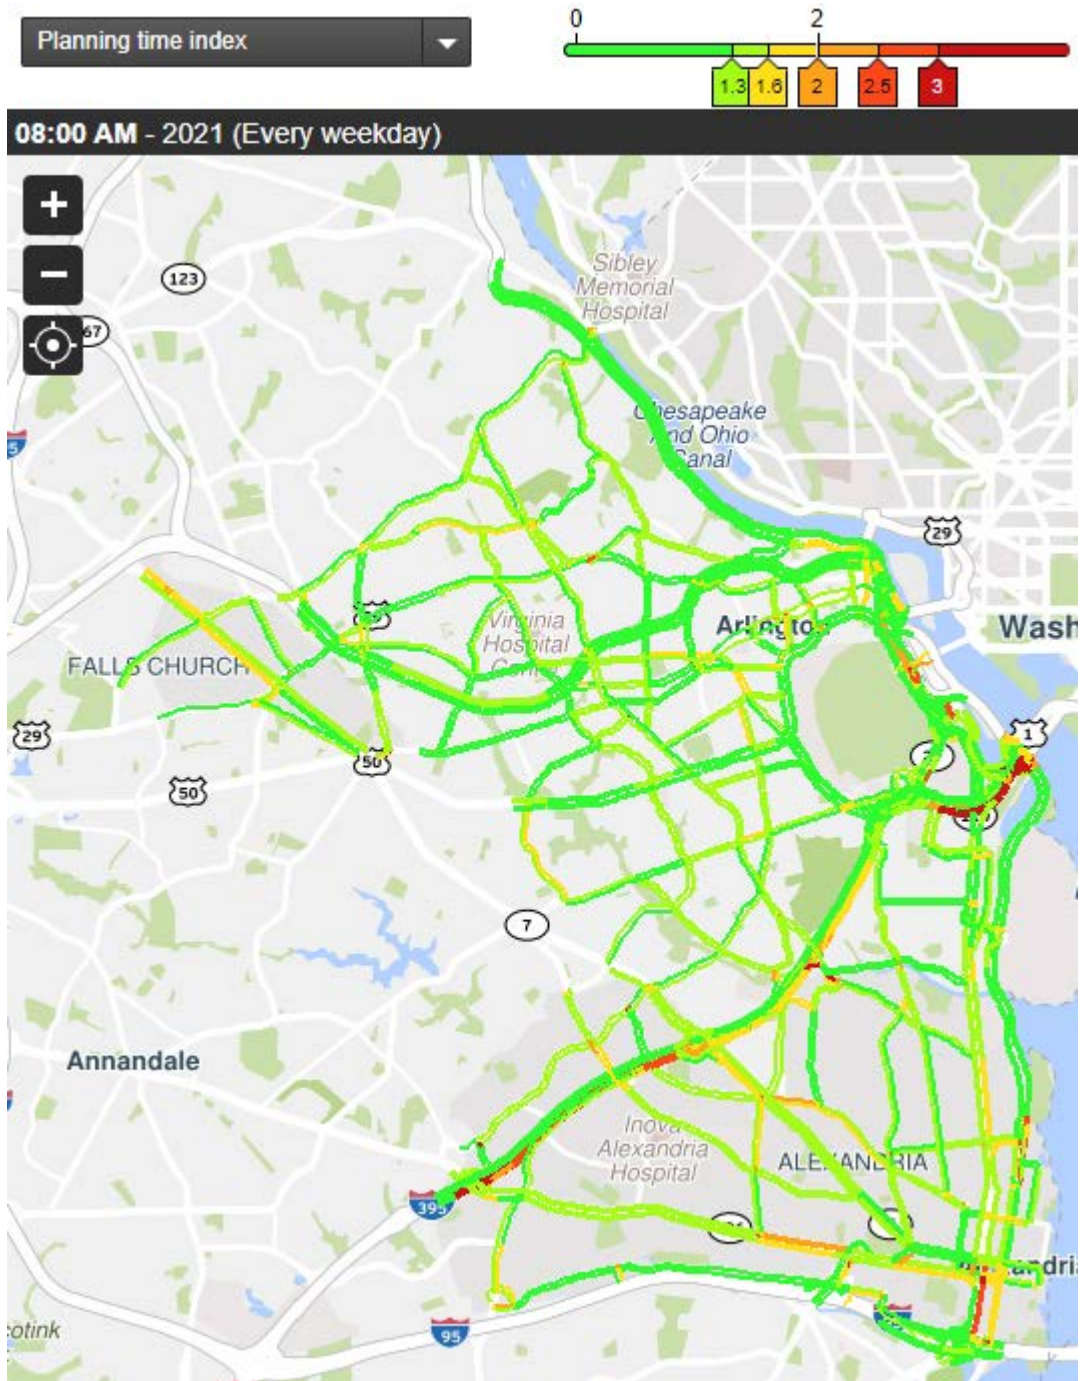 Planning time index
0 2
1.3 1.6 2 2.5 3
08:00 AM - 2021 (Every weekday)
+
−
123
67
Sibley
Memorial
Hospital
Chesapeake
And Ohio
Canal
29
Virginia
Hospital
Arlington
Wash
FALLS CHURCH
29
50
1
50
7
Annandale
Inova
Alexandria
Hospital
ALEXANDRIA
395
95
cotink